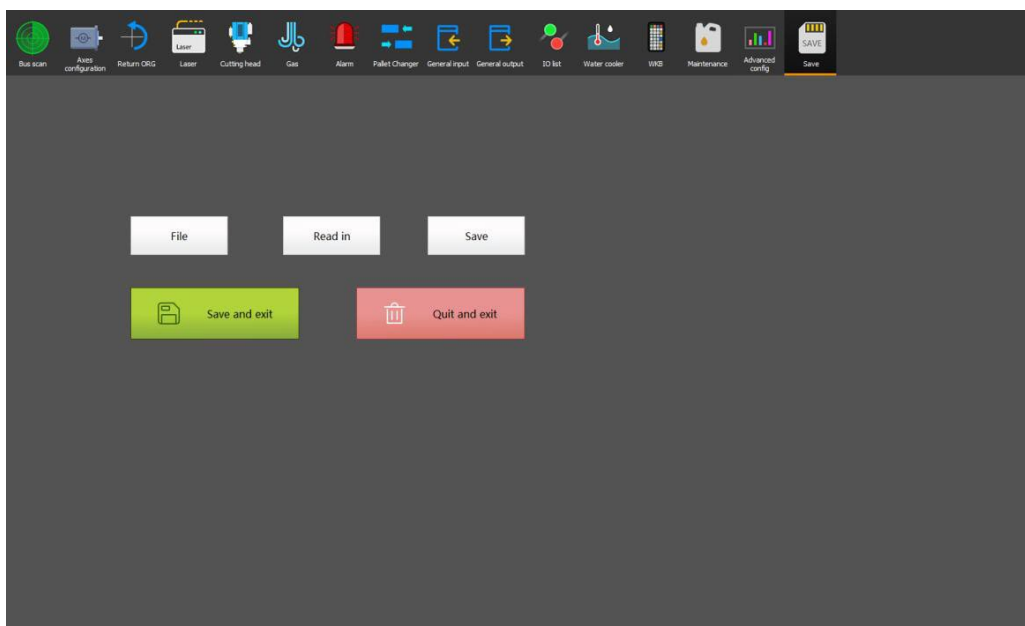 Laser
SAVE
Bus scan
Axes
configuration
Return ORG
Laser
Cutting head
Gas
Alarm
Pallet Changer
General input
General output
IO list
Water cooler
WKB
Maintenance
Advanced
config
Save
File
Read in
Save
Save and exit
Quit and exit